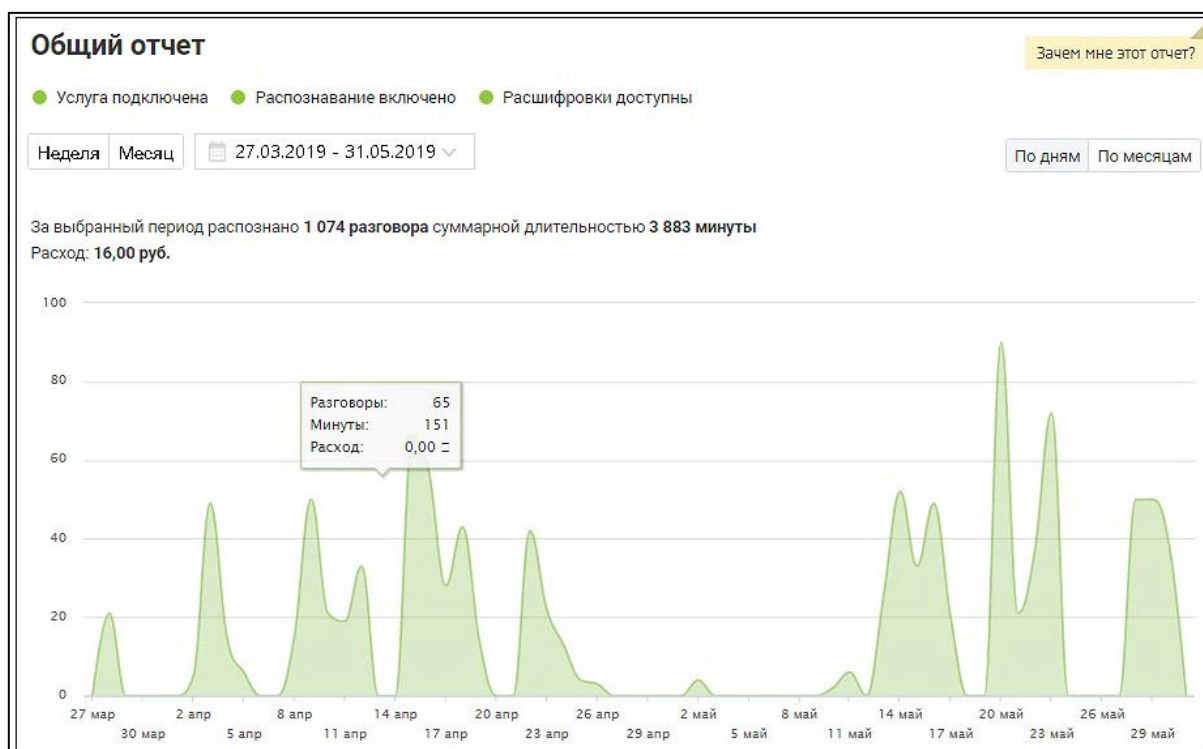 Общий отчет
Зачем мне этот отчет?
Услуга подключена Распознавание включено Расшифровки доступны
Неделя Месяц 27.03.2019 - 31.05.2019
По дням По месяцам
За выбранный период распознано 1 074 разговора суммарной длительностью 3 883 минуты
Расход: 16,00 руб.
100
80
60
40
20
0
Разговоры: 65
Минуты: 151
Расход: 0,00
27 мар 2 апр 8 апр 14 апр 20 апр 26 апр 2 май 8 май 14 май 20 май 26 май
30 мар 5 апр 11 апр 17 апр 23 апр 29 апр 5 май 11 май 17 май 23 май 29 май